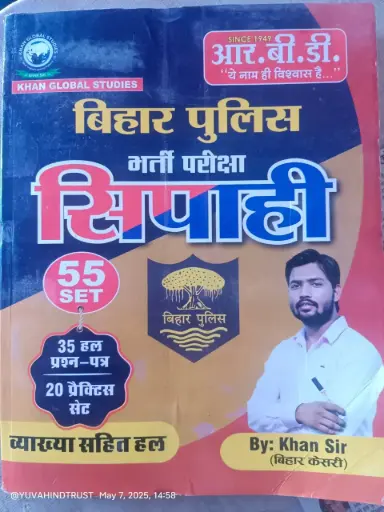 KHAN GLOBAL STUDIES
SINCE 1949
आर.बी.डी.
"ये नाम ही विश्वास है..."
बिहार पुलिस
भर्ती परीक्षा
सिपाही
55
SET
35 हल
प्रश्न-पत्र
20 प्रैक्टिस
सेट
बिहार पुलिस
व्याख्या सहित हल
By: Khan Sir
(बिहार केसरी)
@YUVAHINDTRUST · May 7, 2025, 14:58